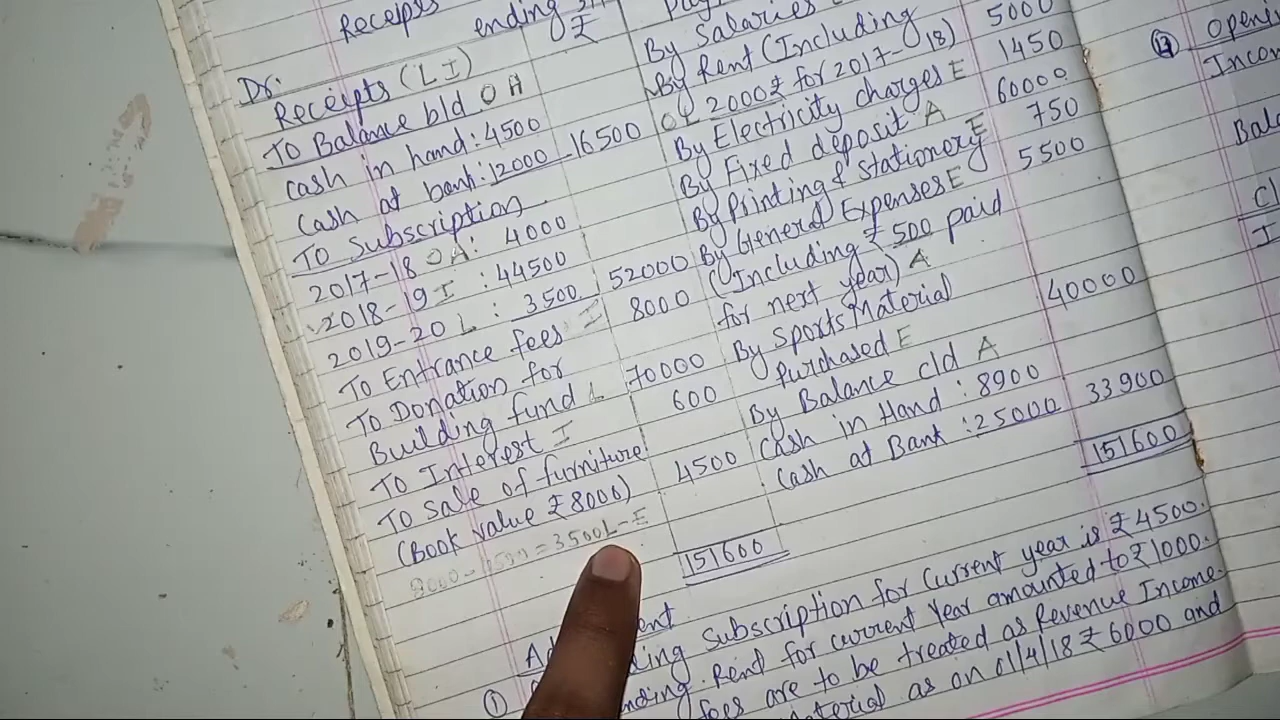 Receipts
ending
₹
Dr.
Receipts (L I)
To Balance b/d O A
Cash in hand: 4500
Cash at bank: 12000 16500
To Subscription
2017-18 O A: 4000
2018-19 I : 44500
2019-20 L : 3500 52000
To Entrance fees I 8000
To Donation for
Building fund L 70000
To Interest I 600
To Sale of furniture
(Book value ₹ 8000) 4500
= 3500 L-E
151600
By Salaries 5000
By Rent (Including
OL 2000₹ for 2017-18) 1450
By Electricity charges E
By Fixed deposit A 60000
By Printing & Stationery E 750
By General Expenses E 5500
(Including ₹ 500 paid
for next year) A
By Sports Material
Purchased E 40000
By Balance c/d A
Cash in Hand : 8900
Cash at Bank : 25000 33900
151600
①
Subscription for current year is ₹ 4500.
Rent for current year amounted to ₹ 1000.
fees are to be treated as Revenue Income.
as on 01/4/18 ₹ 6000 and